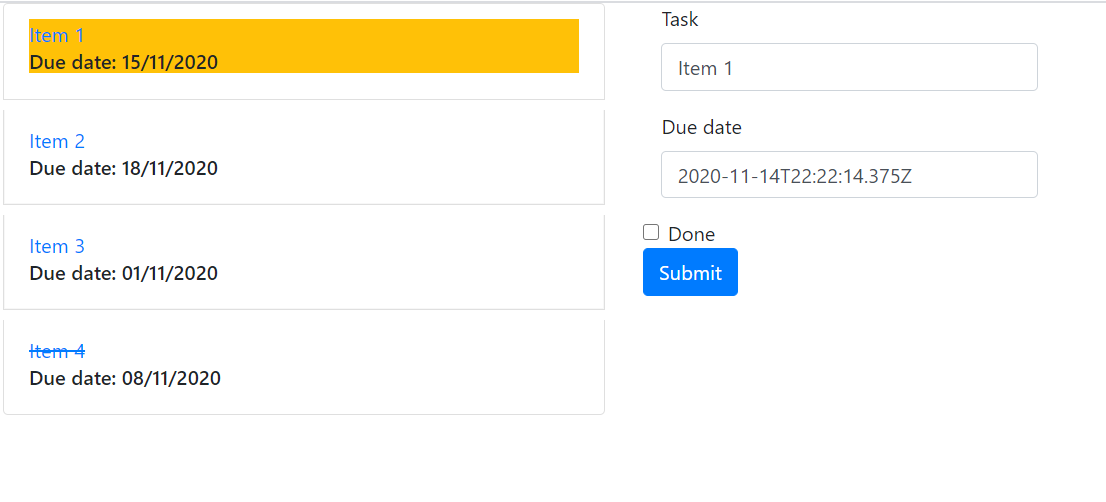 Item 1
Due date: 15/11/2020
Item 2
Due date: 18/11/2020
Item 3
Due date: 01/11/2020
Item 4
Due date: 08/11/2020
Task
Item 1
Due date
2020-11-14T22:22:14.375Z
Done
Submit